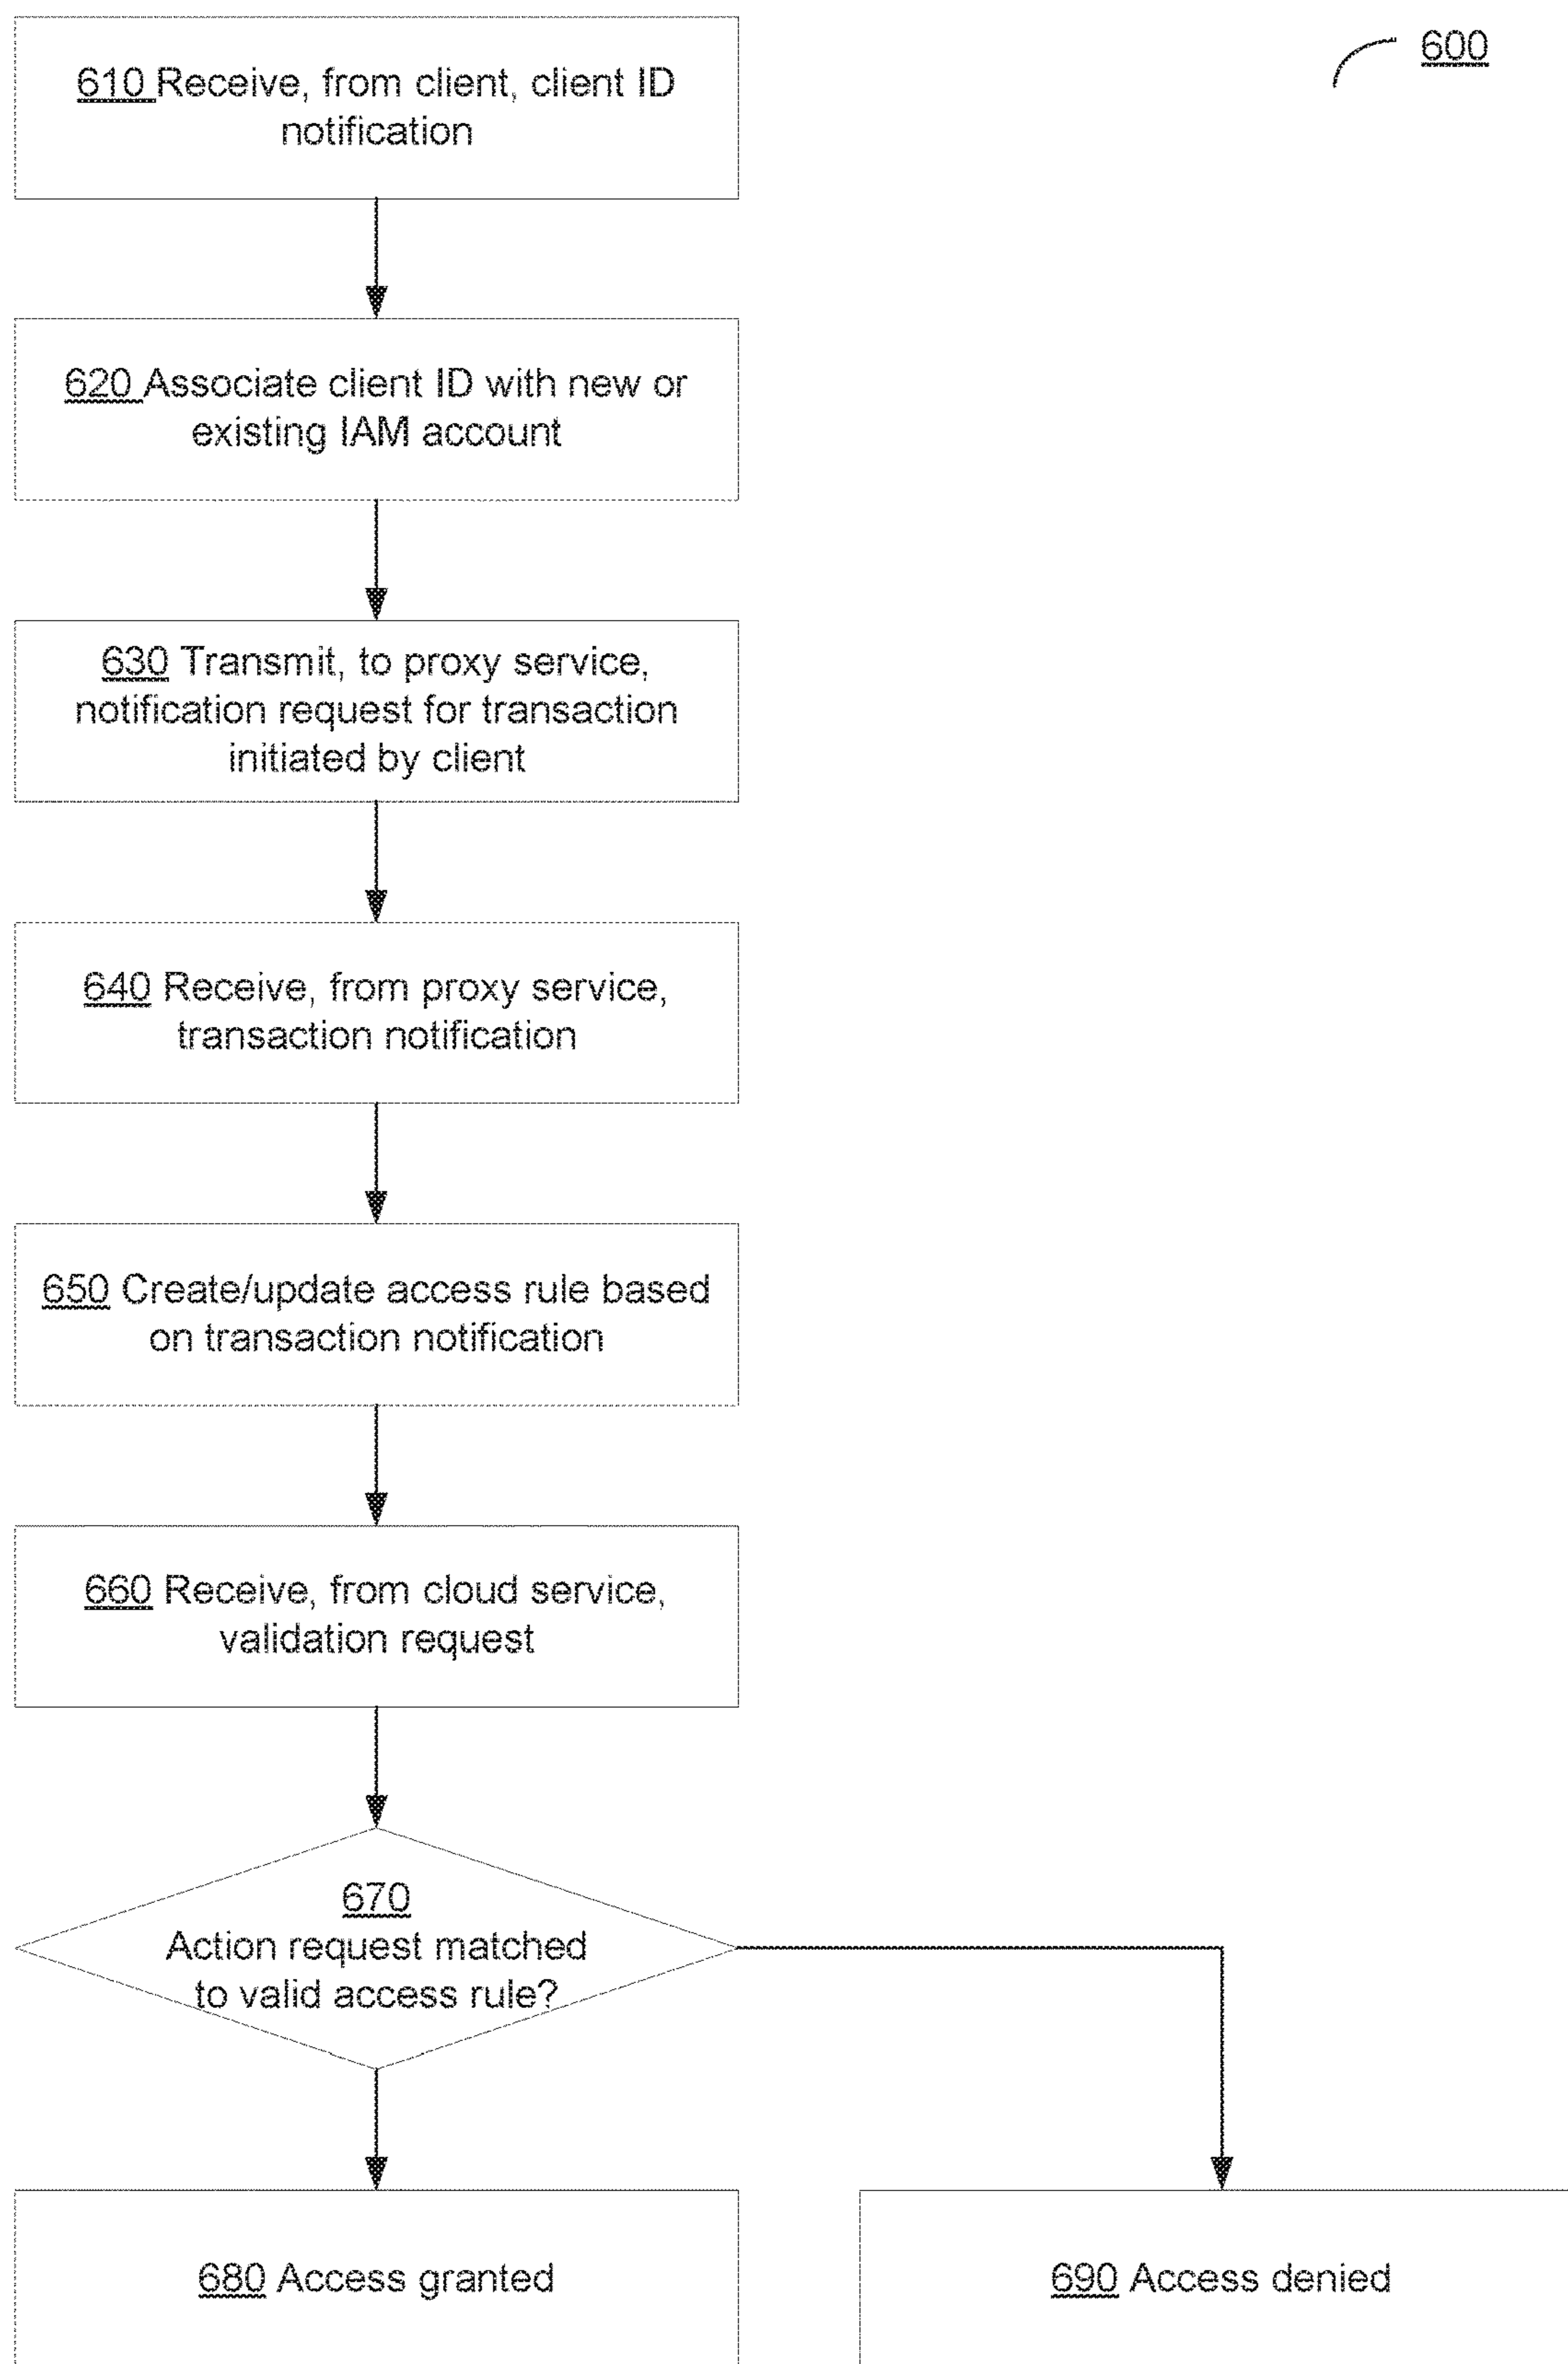 600
610 Receive, from client, client ID
notification
620 Associate client ID with new or
existing IAM account
630 Transmit, to proxy service,
notification request for transaction
initiated by client
640 Receive, from proxy service,
transaction notification
650 Create/update access rule based
on transaction notification
660 Receive, from cloud service,
validation request
670
Action request matched
to valid access rule?
680 Access granted
690 Access denied